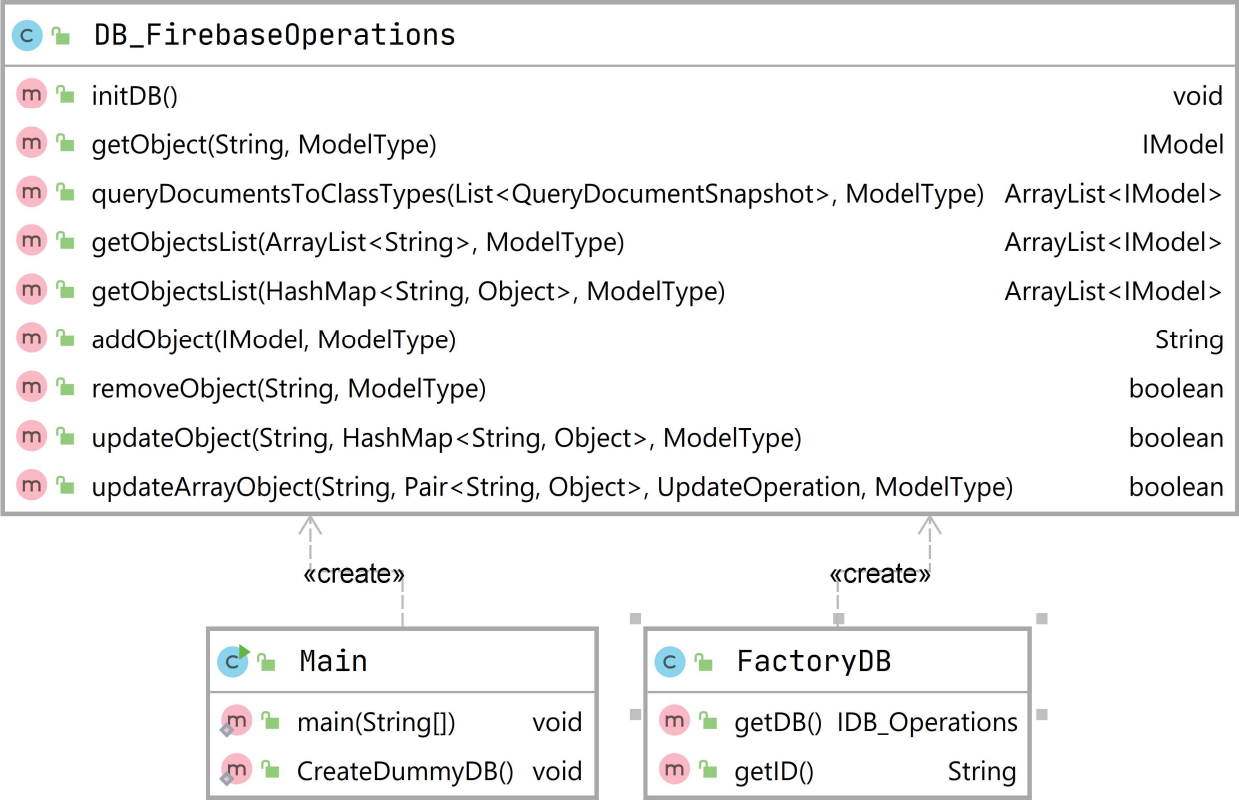 C DB_FirebaseOperations
m initDB() void
m getObject(String, ModelType) IModel
m queryDocumentsToClassTypes(List<QueryDocumentSnapshot>, ModelType) ArrayList<IModel>
m getObjectsList(ArrayList<String>, ModelType) ArrayList<IModel>
m getObjectsList(HashMap<String, Object>, ModelType) ArrayList<IModel>
m addObject(IModel, ModelType) String
m removeObject(String, ModelType) boolean
m updateObject(String, HashMap<String, Object>, ModelType) boolean
m updateArrayObject(String, Pair<String, Object>, UpdateOperation, ModelType) boolean
«create» «create»
C Main
m main(String[]) void
m CreateDummyDB() void
C FactoryDB
m getDB() IDB_Operations
m getID() String